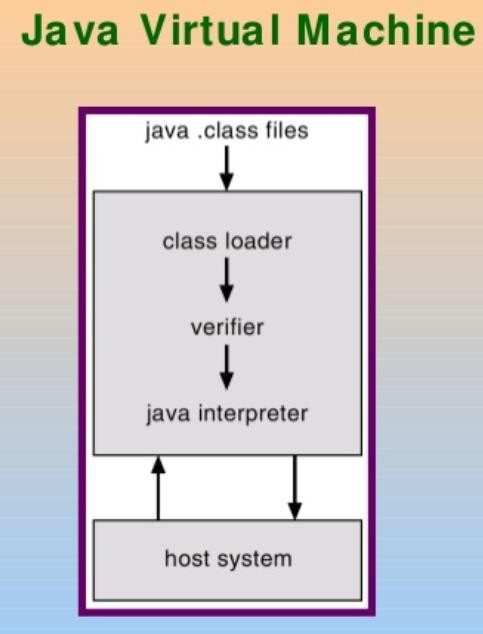 Java Virtual Machine
java .class files
class loader
verifier
java interpreter
host system